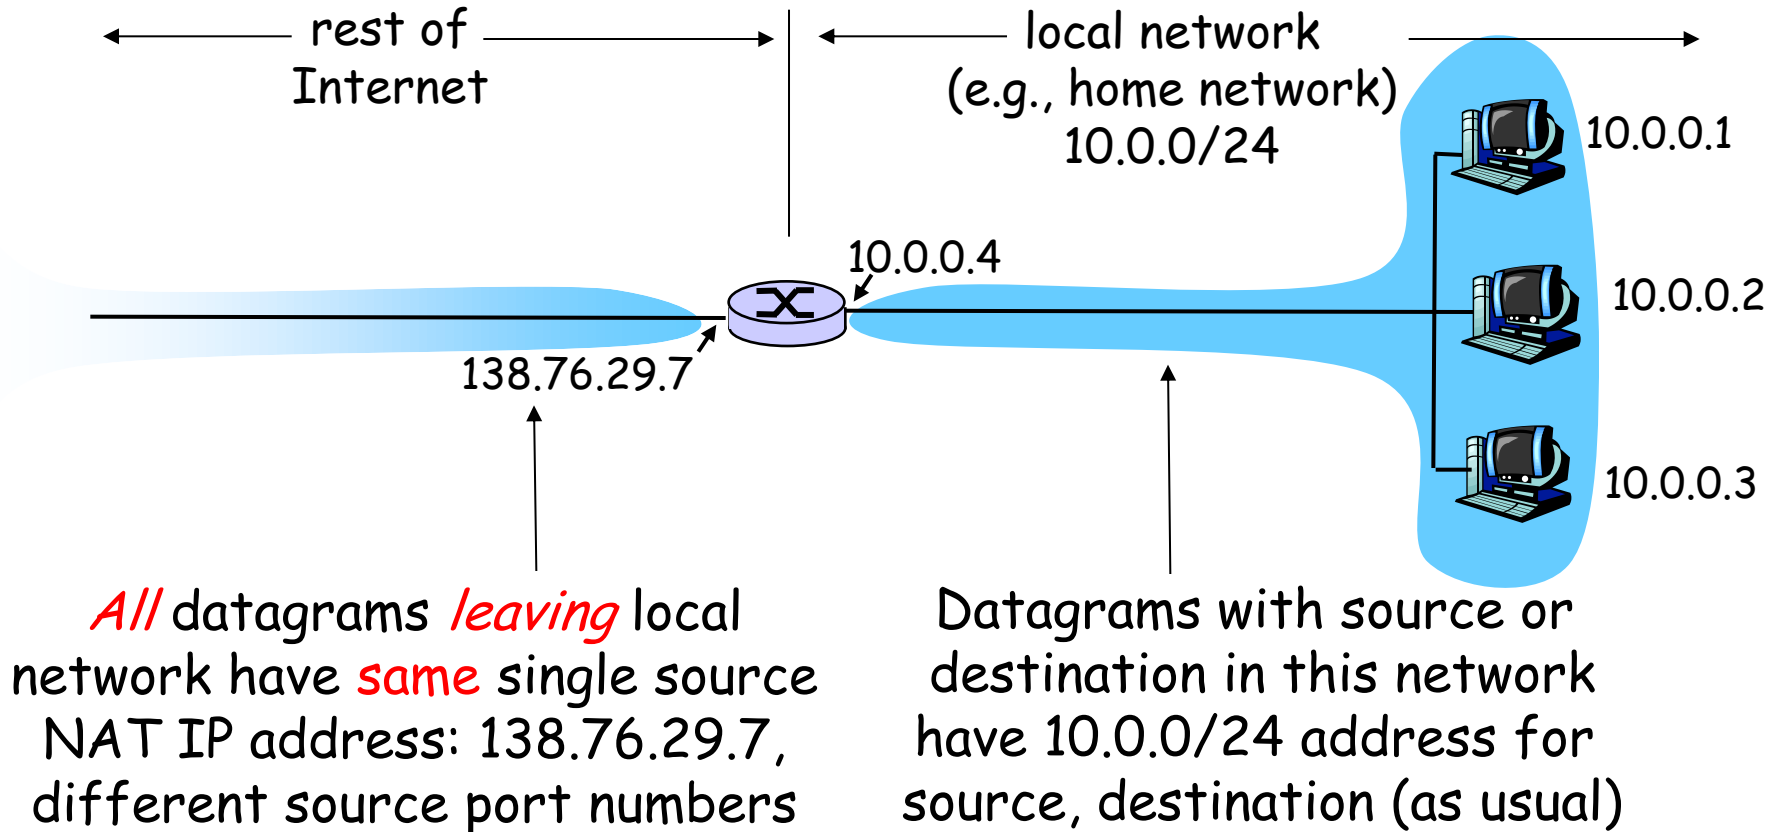 rest of
Internet
local network
(e.g., home network)
10.0.0/24
10.0.0.1
10.0.0.4
10.0.0.2
138.76.29.7
10.0.0.3
All datagrams leaving local
network have same single source
NAT IP address: 138.76.29.7,
different source port numbers
Datagrams with source or
destination in this network
have 10.0.0/24 address for
source, destination (as usual)